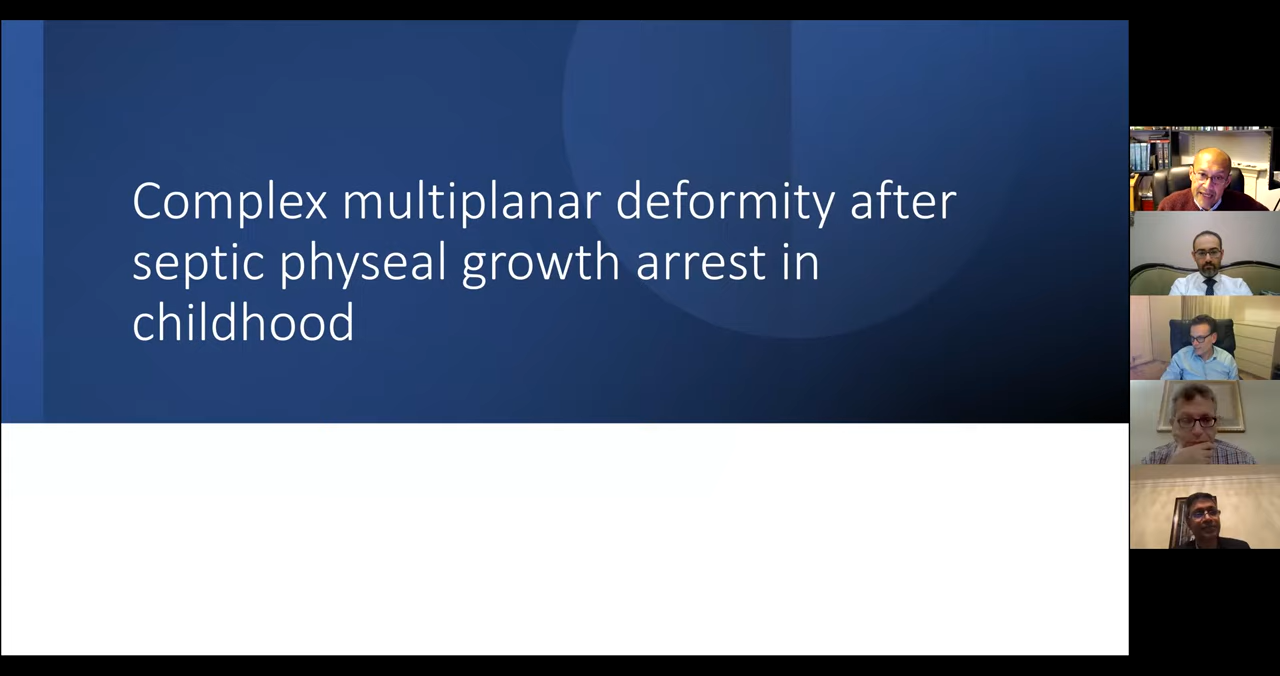 Complex multiplanar deformity after
septic physeal growth arrest in
childhood